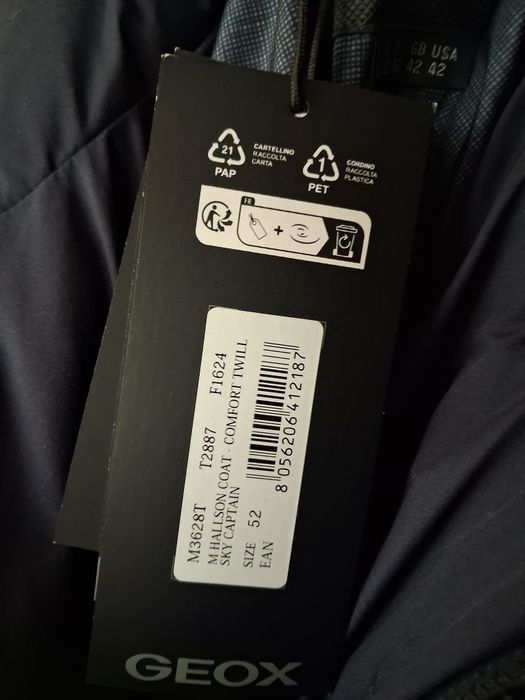 GB USA
42 42
21
PAP
CARTELLINO
RACCOLTA
CARTA
1
PET
CORDINO
RACCOLTA
PLASTICA
FR
+
M3628T T2887 F1624
M HALLSON COAT - COMFORT TWILL
SKY CAPTAIN
SIZE 52
EAN
8 056206 412187
GEOX